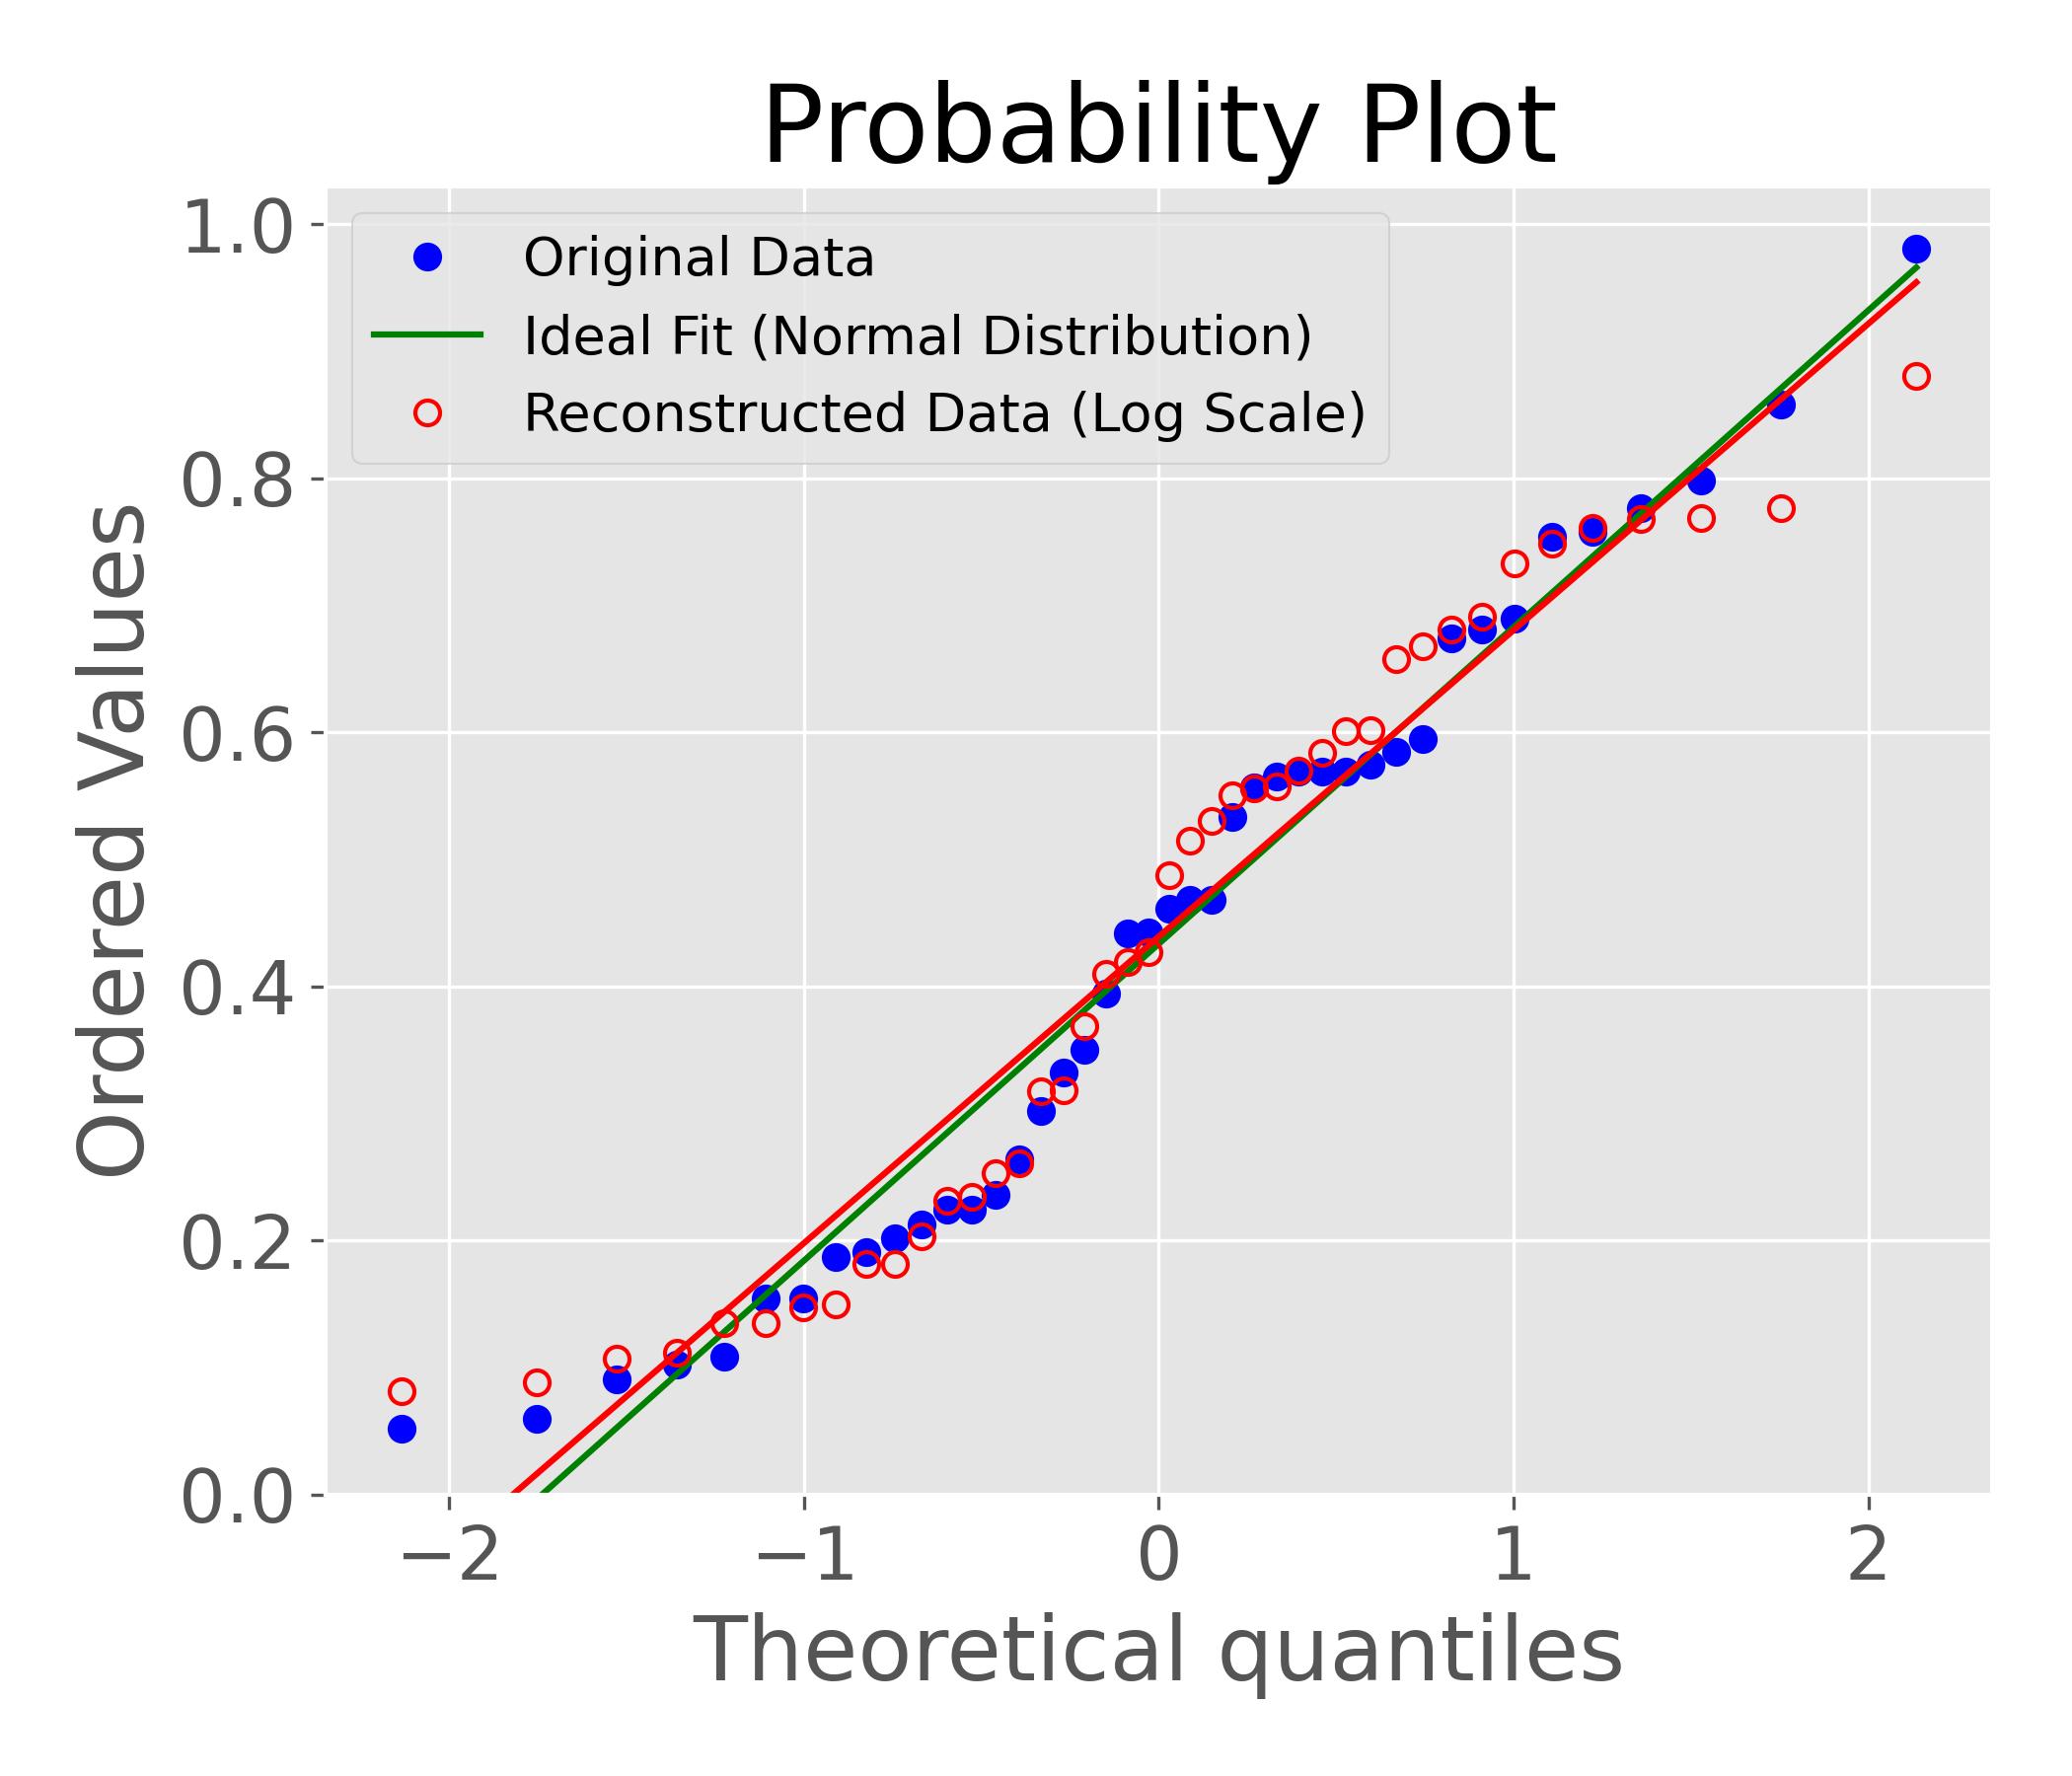 Probability Plot
Original Data
Ideal Fit (Normal Distribution)
Reconstructed Data (Log Scale)
Ordered Values
1.0
0.8
0.6
0.4
0.2
0.0
−2 −1 0 1 2
Theoretical quantiles